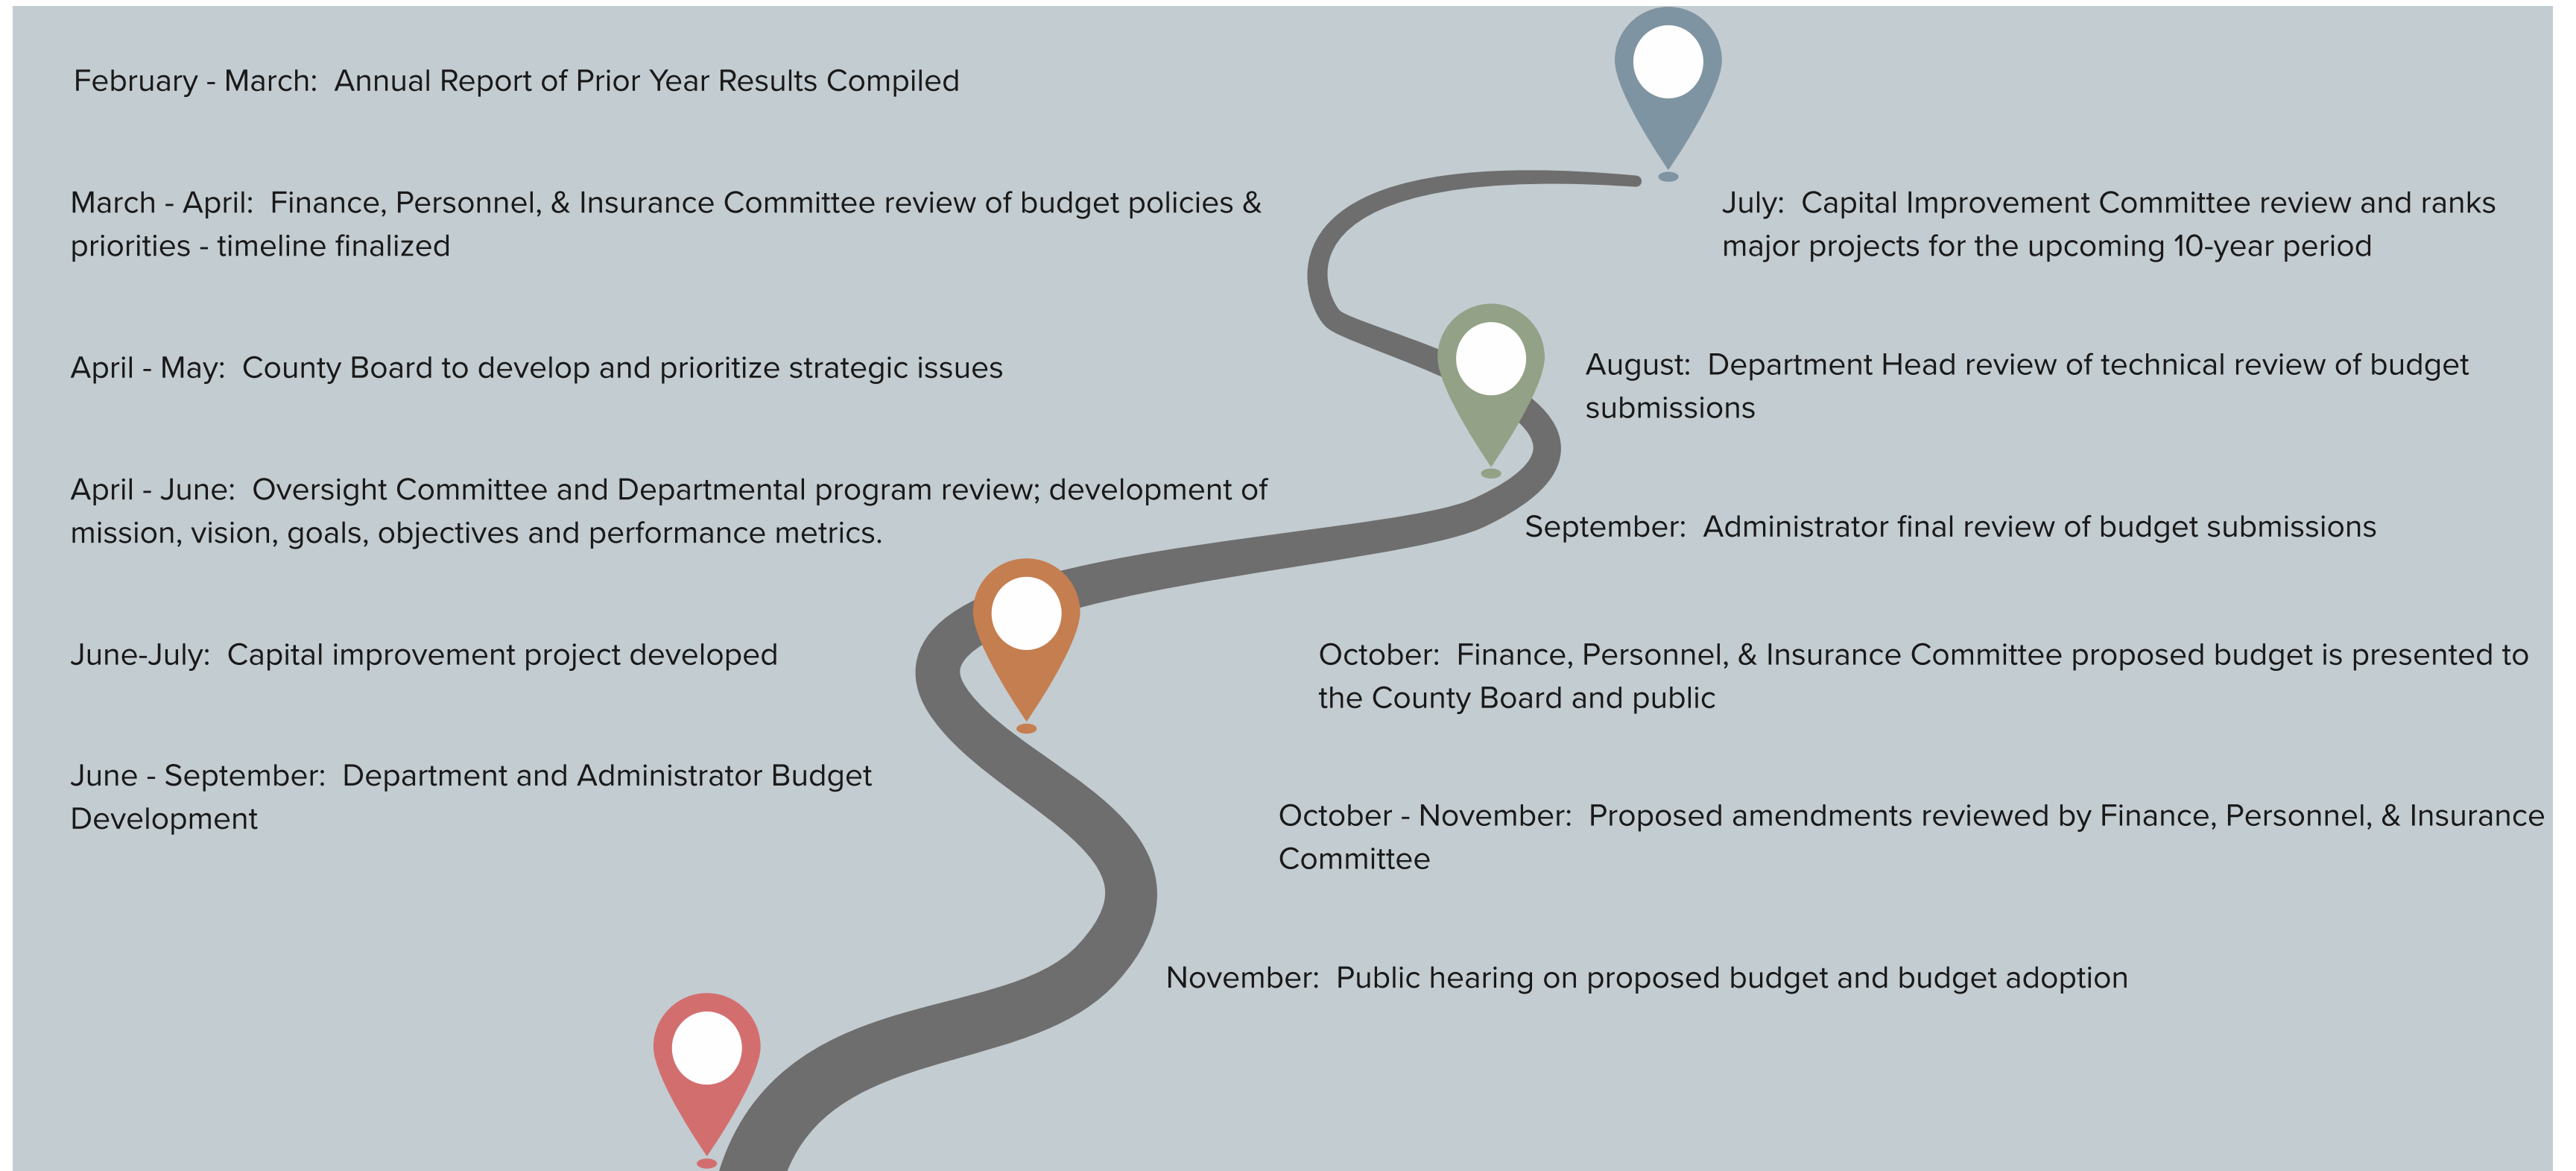 February - March:  Annual Report of Prior Year Results Compiled
March - April:  Finance, Personnel, & Insurance Committee review of budget policies &
priorities - timeline finalized
April - May:  County Board to develop and prioritize strategic issues
April - June:  Oversight Committee and Departmental program review; development of
mission, vision, goals, objectives and performance metrics.
June-July:  Capital improvement project developed
June - September:  Department and Administrator Budget
Development
July:  Capital Improvement Committee review and ranks
major projects for the upcoming 10-year period
August:  Department Head review of technical review of budget
submissions
September:  Administrator final review of budget submissions
October:  Finance, Personnel, & Insurance Committee proposed budget is presented to
the County Board and public
October - November:  Proposed amendments reviewed by Finance, Personnel, & Insurance
Committee
November:  Public hearing on proposed budget and budget adoption